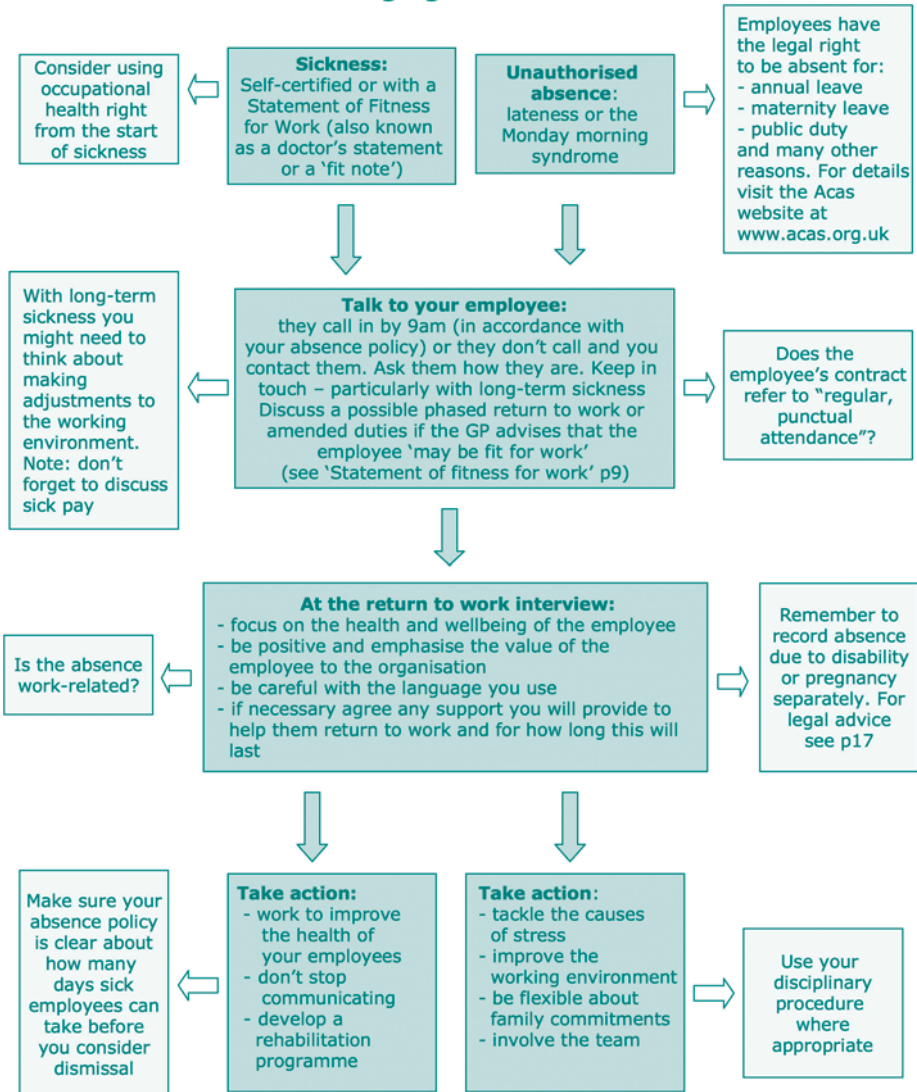 Consider using
occupational
health right
from the start
of sickness
Sickness:
Self-certified or with a
Statement of Fitness
for Work (also known
as a doctor's statement
or a ‘fit note’)
Unauthorised
absence:
lateness or the
Monday morning
syndrome
Employees have
the legal right
to be absent for:
- annual leave
- maternity leave
- public duty
and many other
reasons. For details
visit the Acas
website at
www.acas.org.uk
With long-term
sickness you
might need to
think about
making
adjustments to
the working
environment.
Note: don't
forget to discuss
sick pay
Talk to your employee:
they call in by 9am (in accordance with
your absence policy) or they don't call and you
contact them. Ask them how they are. Keep in
touch – particularly with long-term sickness
Discuss a possible phased return to work or
amended duties if the GP advises that the
employee ‘may be fit for work’
(see ‘Statement of fitness for work’ p9)
Does the
employee's contract
refer to “regular,
punctual
attendance”?
Is the absence
work-related?
At the return to work interview:
- focus on the health and wellbeing of the employee
- be positive and emphasise the value of the
employee to the organisation
- be careful with the language you use
- if necessary agree any support you will provide to
help them return to work and for how long this will
last
Remember to
record absence
due to disability
or pregnancy
separately. For
legal advice
see p17
Make sure your
absence policy
is clear about
how many
days sick
employees can
take before
you consider
dismissal
Take action:
- work to improve
the health of
your employees
- don't stop
communicating
- develop a
rehabilitation
programme
Take action:
- tackle the causes
of stress
- improve the
working environment
- be flexible about
family commitments
- involve the team
Use your
disciplinary
procedure
where
appropriate